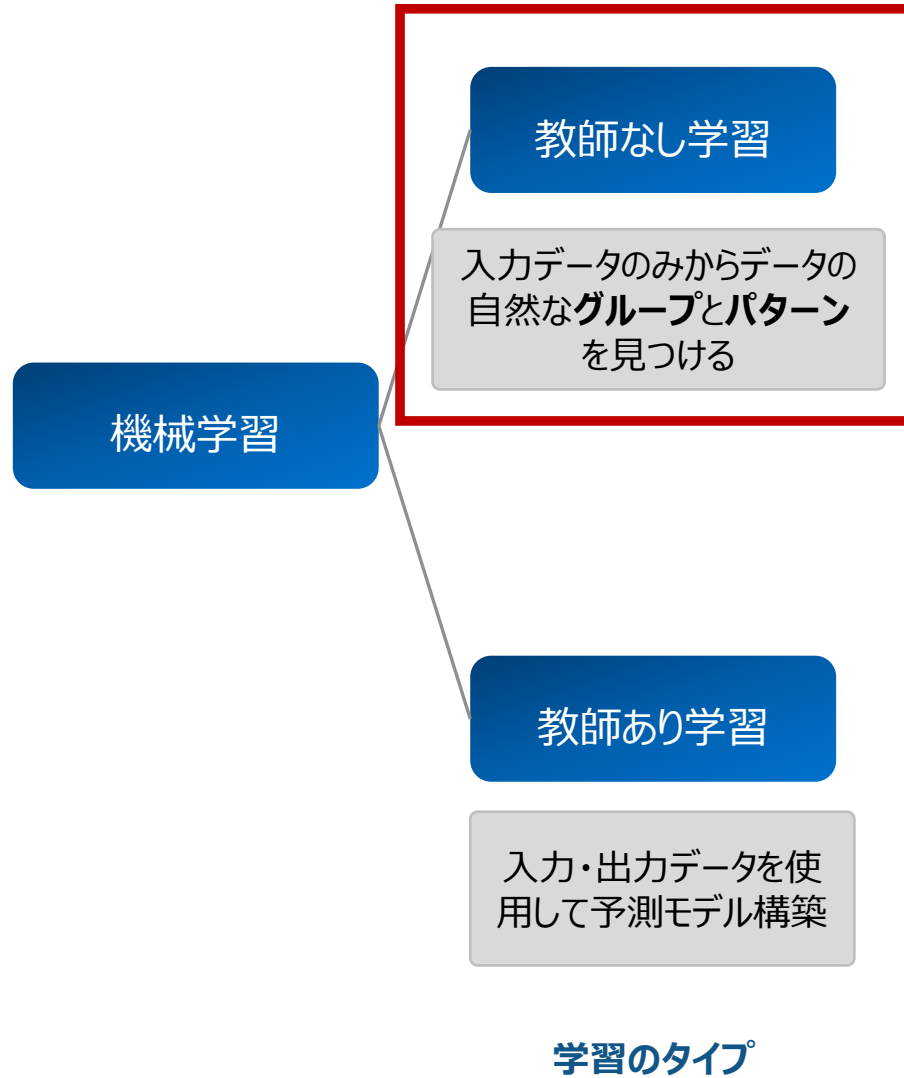 教師なし学習
入力データのみからデータの
自然なグループとパターン
を見つける
機械学習
教師あり学習
入力・出力データを使
用して予測モデル構築
学習のタイプ